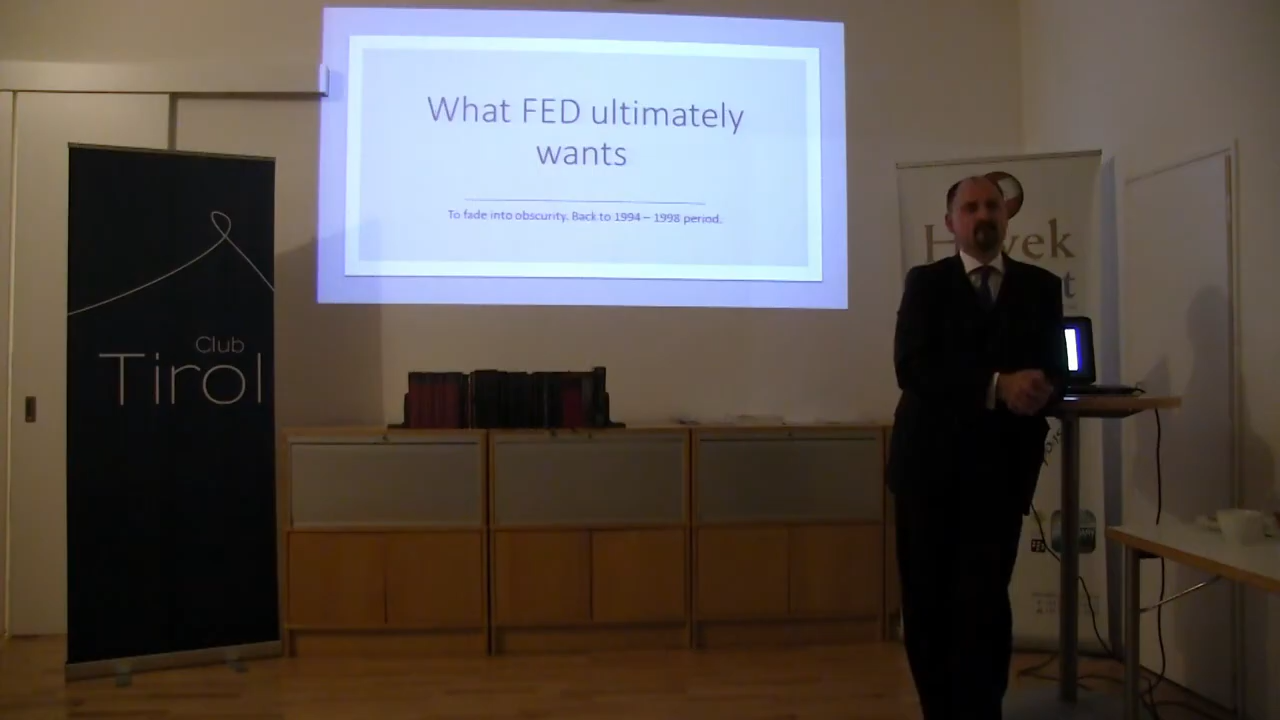 What FED ultimately
wants
To fade into obscurity. Back to 1994 – 1998 period.
Club
Tirol